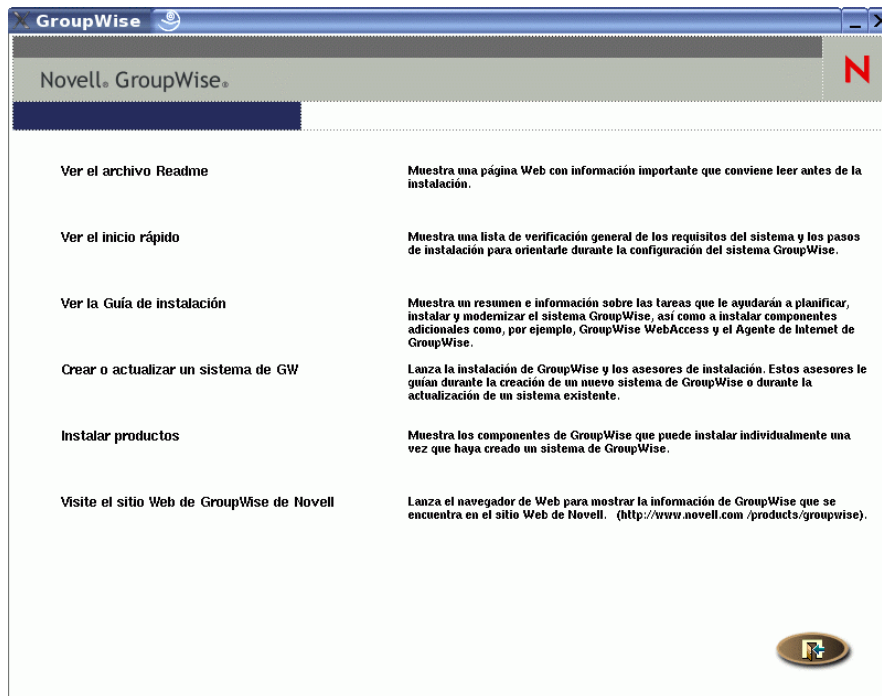 GroupWise
Novell® GroupWise®
N
Ver el archivo Readme
Muestra una página Web con información importante que conviene leer antes de la
instalación.
Ver el inicio rápido
Muestra una lista de verificación general de los requisitos del sistema y los pasos
de instalación para orientarle durante la configuración del sistema GroupWise.
Ver la Guía de instalación
Muestra un resumen e información sobre las tareas que le ayudarán a planificar,
instalar y modernizar el sistema GroupWise, así como a instalar componentes
adicionales como, por ejemplo, GroupWise WebAccess y el Agente de Internet de
GroupWise.
Crear o actualizar un sistema de GW
Lanza la instalación de GroupWise y los asesores de instalación. Estos asesores le
guían durante la creación de un nuevo sistema de GroupWise o durante la
actualización de un sistema existente.
Instalar productos
Muestra los componentes de GroupWise que puede instalar individualmente una
vez que haya creado un sistema de GroupWise.
Visite el sitio Web de GroupWise de Novell
Lanza el navegador de Web para mostrar la información de GroupWise que se
encuentra en el sitio Web de Novell. (http://www.novell.com /products/groupwise).